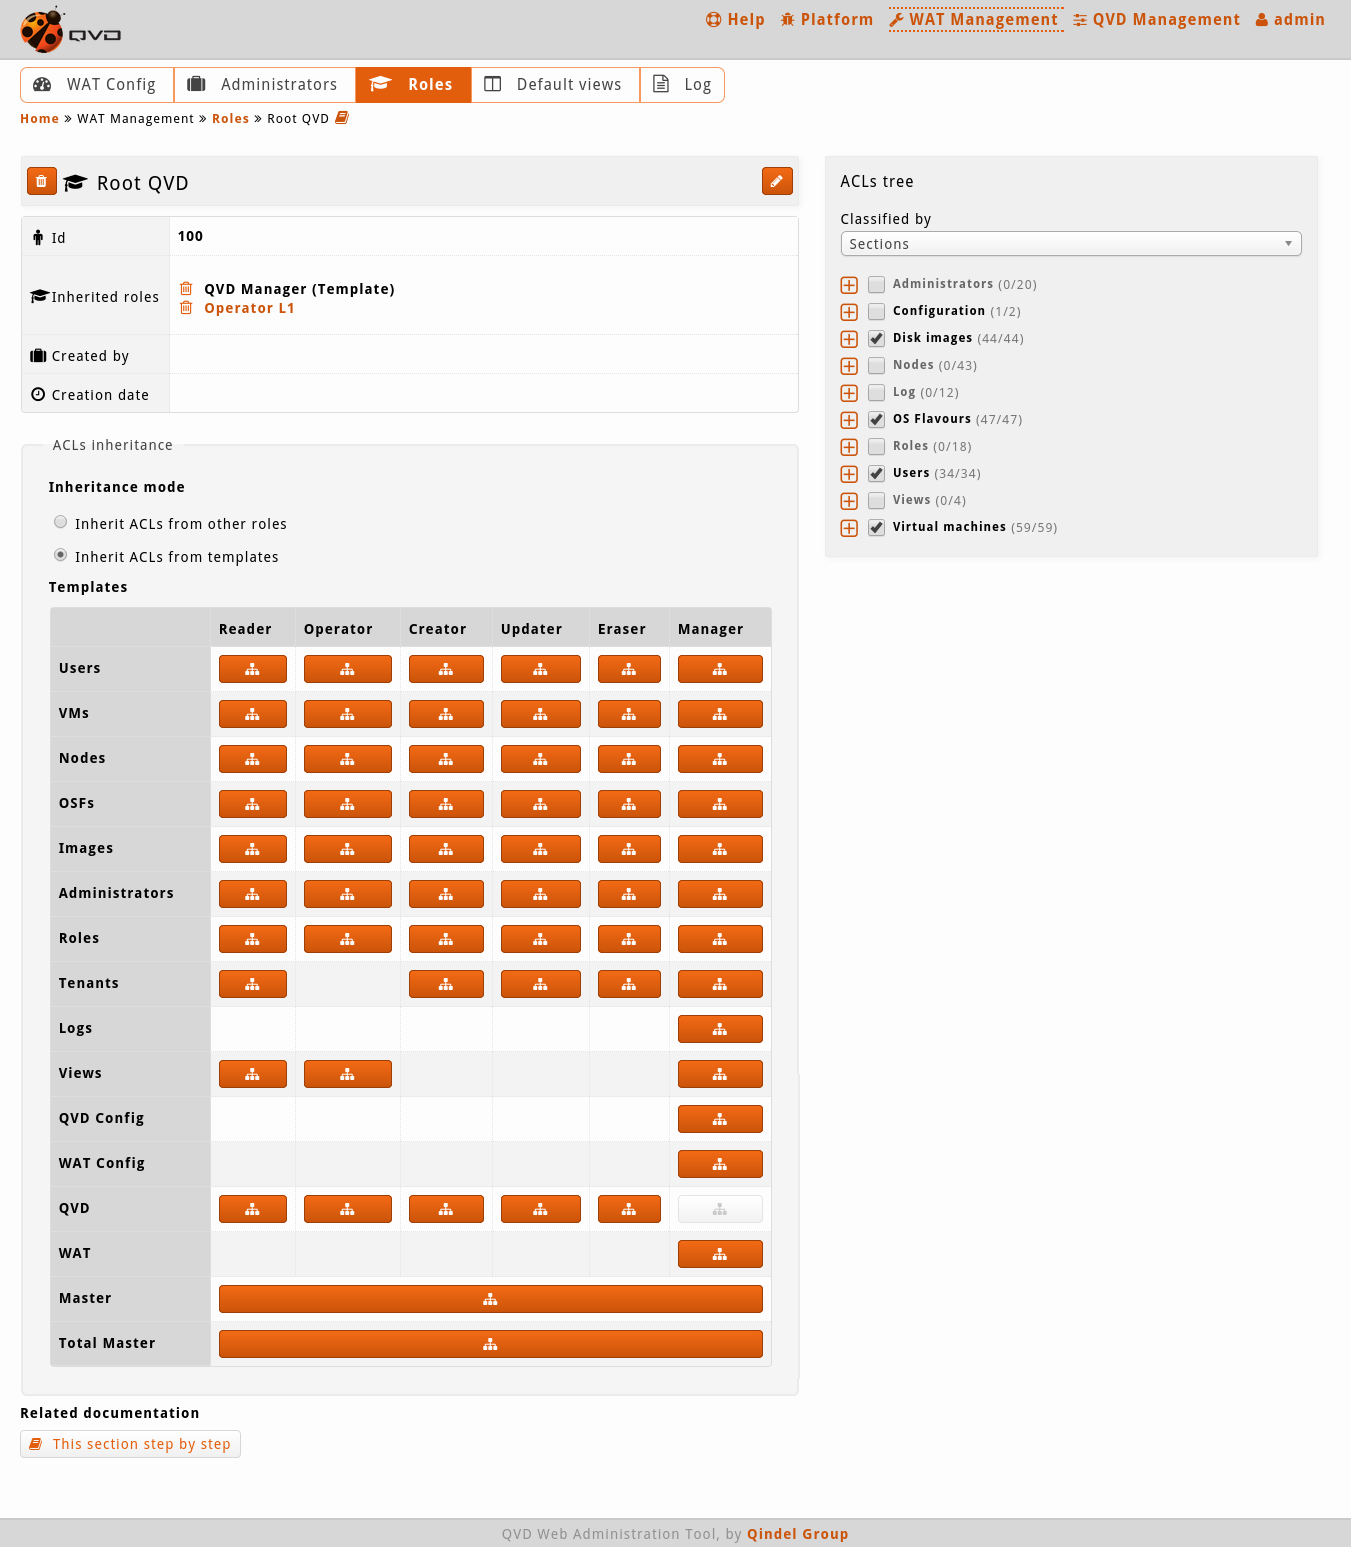 QVD
Help Platform WAT Management QVD Management admin
WAT Config Administrators Roles Default views Log
Home » WAT Management » Roles » Root QVD
Root QVD
Id 100
Inherited roles
QVD Manager (Template)
Operator L1
Created by
Creation date
ACLs inheritance
Inheritance mode
Inherit ACLs from other roles
Inherit ACLs from templates
Templates
Reader Operator Creator Updater Eraser Manager
Users
VMs
Nodes
OSFs
Images
Administrators
Roles
Tenants
Logs
Views
QVD Config
WAT Config
QVD
WAT
Master
Total Master
Related documentation
This section step by step
ACLs tree
Classified by
Sections
Administrators (0/20)
Configuration (1/2)
Disk images (44/44)
Nodes (0/43)
Log (0/12)
OS Flavours (47/47)
Roles (0/18)
Users (34/34)
Views (0/4)
Virtual machines (59/59)
QVD Web Administration Tool, by Qindel Group